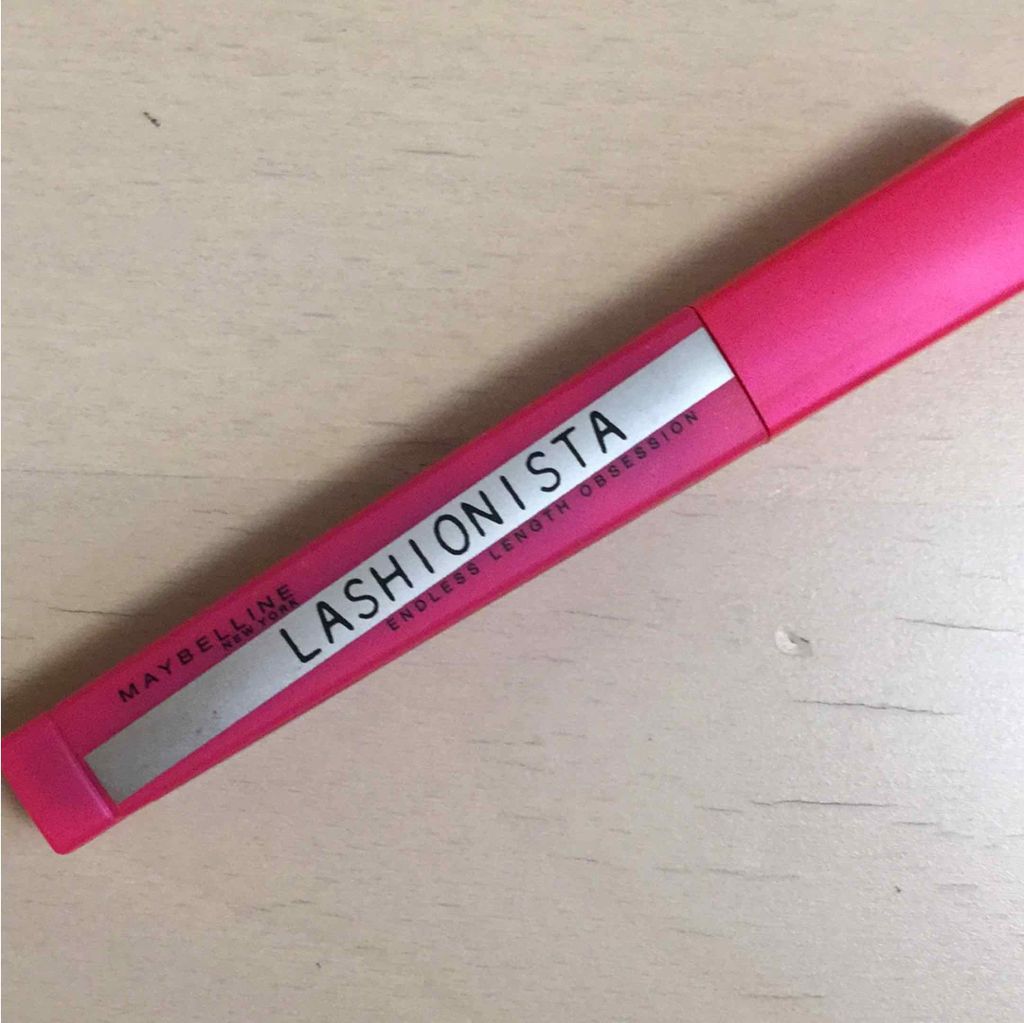 MAYBELLINE
NEW YORK
LASHIONISTA
ENDLESS LENGTH OBSESSION